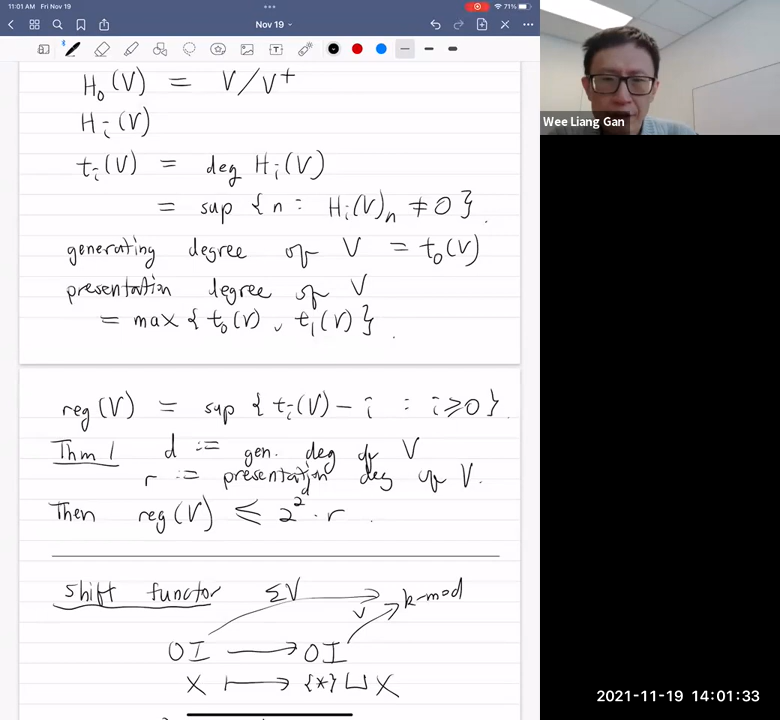 11:01 AM Fri Nov 19
71%
Nov 19
H₀(V) = V/V⁺
Hᵢ(V)
tᵢ(V) = deg Hᵢ(V)
= sup {n : Hᵢ(V)ₙ ≠ 0}.
generating degree of V = t₀(V)
presentation degree of V
= max {t₀(V), t₁(V)}.
reg(V) = sup {tᵢ(V) - i : i ≥ 0}.
Thm 1 d := gen. deg of V
r := presentation deg of V.
Then reg(V) ≤ 2^{2^d} · r.
Shift functor ΣV
V k-mod
OI → OI
X ↦ {*} ⊔ X
Wee Liang Gan
2021-11-19 14:01:33